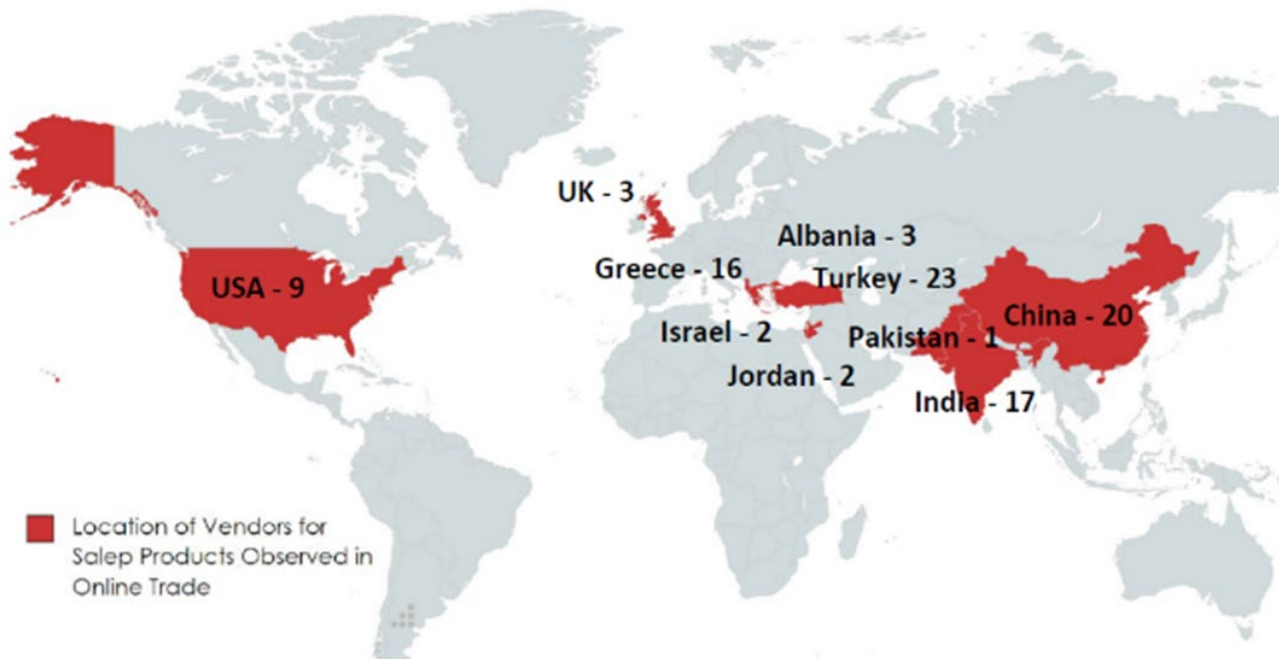 UK - 3
Albania - 3
Greece - 16
Turkey - 23
USA - 9
China - 20
Israel - 2
Pakistan - 1
Jordan - 2
India - 17
Location of Vendors for
Salep Products Observed in
Online Trade